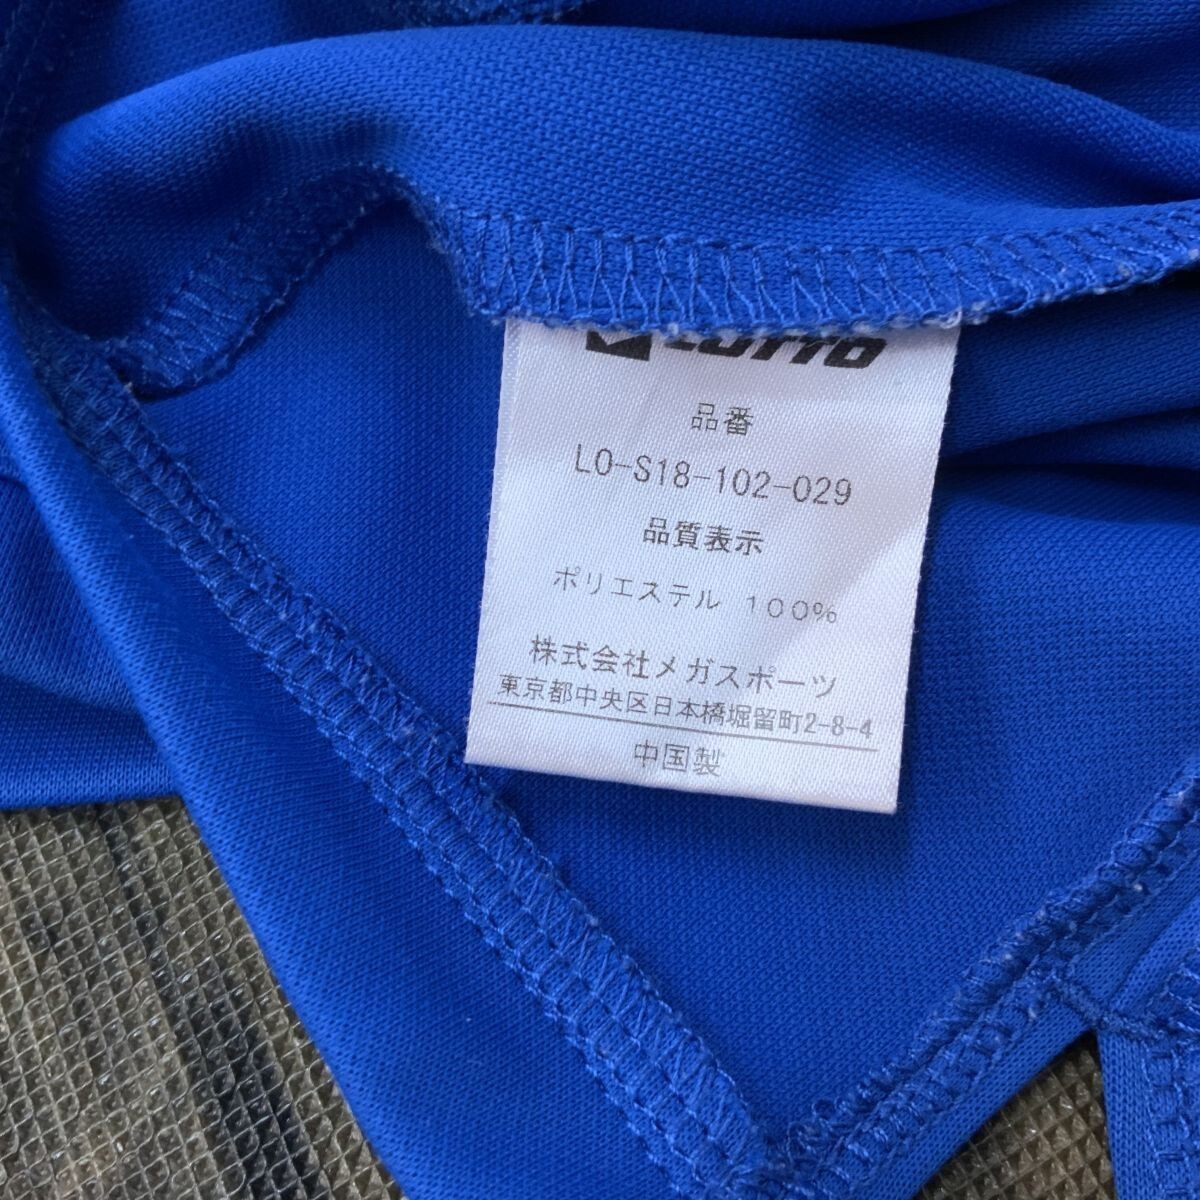 LOTTO
品番
LO-S18-102-029
品質表示
ポリエステル 100%
株式会社メガスポーツ
東京都中央区日本橋堀留町2-8-4
中国製